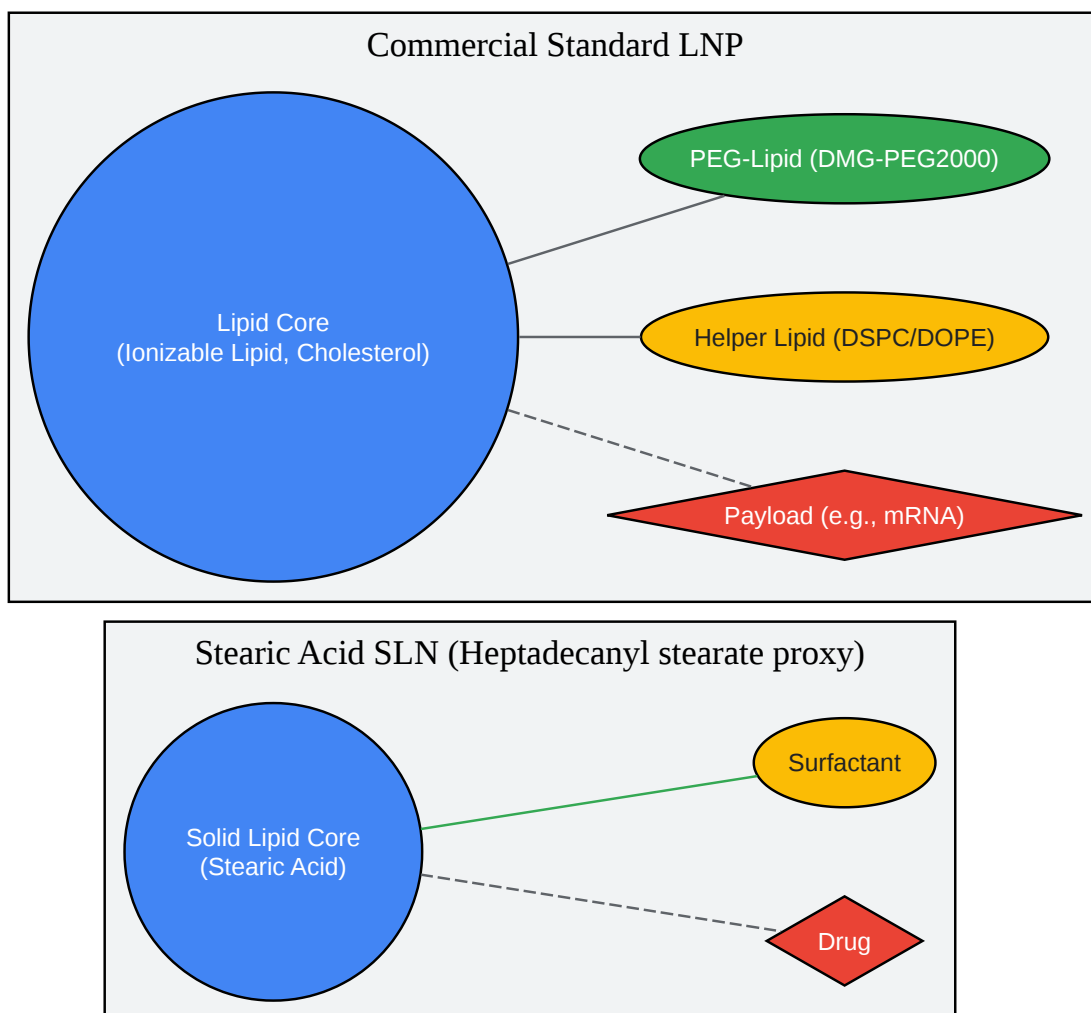 Commercial Standard LNP
PEG-Lipid (DMG-PEG2000)
Lipid Core
(Ionizable Lipid, Cholesterol)
Helper Lipid (DSPC/DOPE)
Payload (e.g., mRNA)
Stearic Acid SLN (Heptadecanyl stearate proxy)
Surfactant
Solid Lipid Core
(Stearic Acid)
Drug